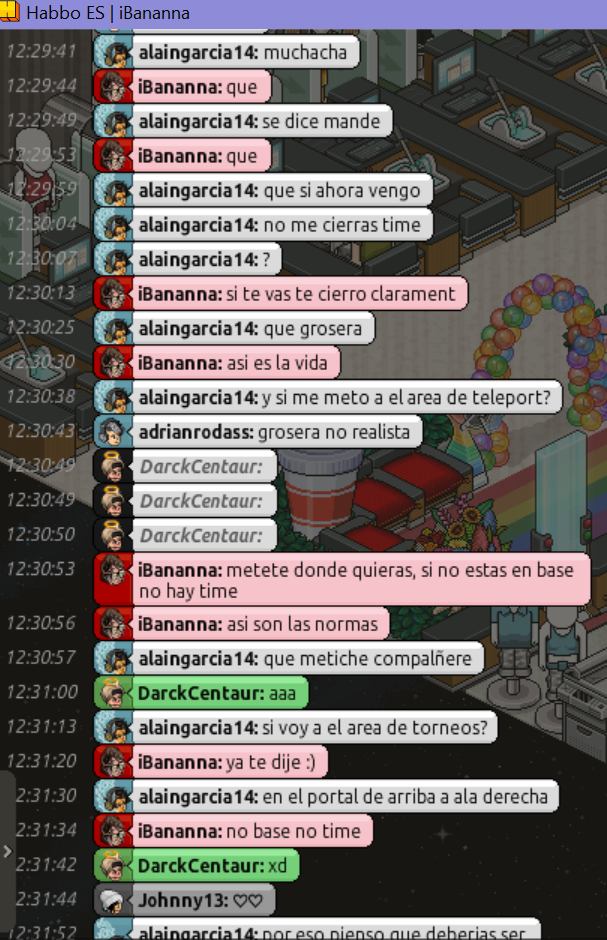 Habbo ES | iBananna
12:29:41 alaingarcia14: muchacha
12:29:44 iBananna: que
12:29:49 alaingarcia14: se dice mande
12:29:53 iBananna: que
12:29:59 alaingarcia14: que si ahora vengo
12:30:04 alaingarcia14: no me cierras time
12:30:07 alaingarcia14: ?
12:30:13 iBananna: si te vas te cierro clarament
12:30:25 alaingarcia14: que grosera
12:30:30 iBananna: asi es la vida
12:30:38 alaingarcia14: y si me meto a el area de teleport?
12:30:43 adrianrodass: grosera no realista
12:30:49 DarckCentaur:
12:30:49 DarckCentaur:
12:30:50 DarckCentaur:
12:30:53 iBananna: metete donde quieras, si no estas en base
no hay time
12:30:56 iBananna: asi son las normas
12:30:57 alaingarcia14: que metiche compalñere
12:31:00 DarckCentaur: aaa
12:31:13 alaingarcia14: si voy a el area de torneos?
12:31:20 iBananna: ya te dije :)
2:31:30 alaingarcia14: en el portal de arriba a ala derecha
2:31:34 iBananna: no base no time
2:31:42 DarckCentaur: xd
2:31:44 Johnny13: ♡♡
2:31:52 alaingarcia14: por eso pienso que deberias ser